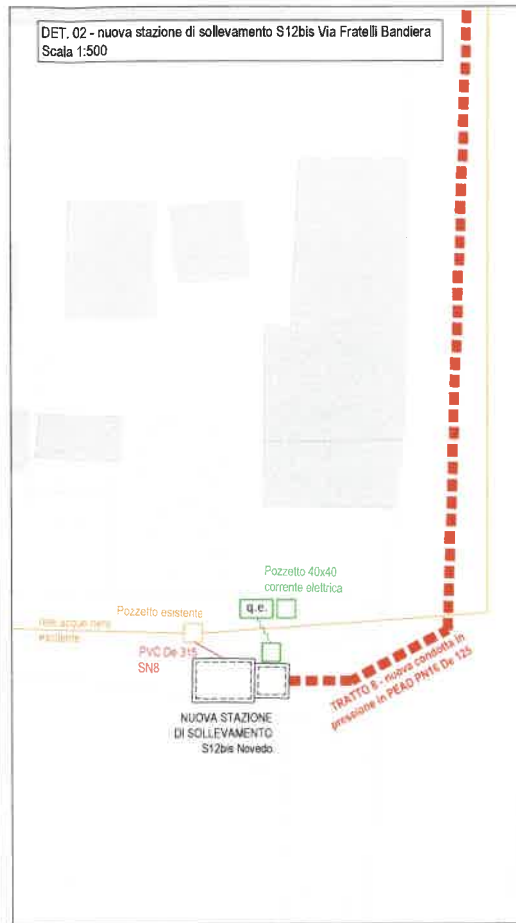 DET. 02 - nuova stazione di sollevamento S12bis Via Fratelli Bandiera
Scala 1:500
Pozzetto 40x40
corrente elettrica
q.e.
Pozzetto esistente
rete acque nere
esistente
PVC De 315
SN8
TRATTO 8 - nuova condotta in
pressione in PEAD PN16 De 125
NUOVA STAZIONE
DI SOLLEVAMENTO
S12bis Novedo